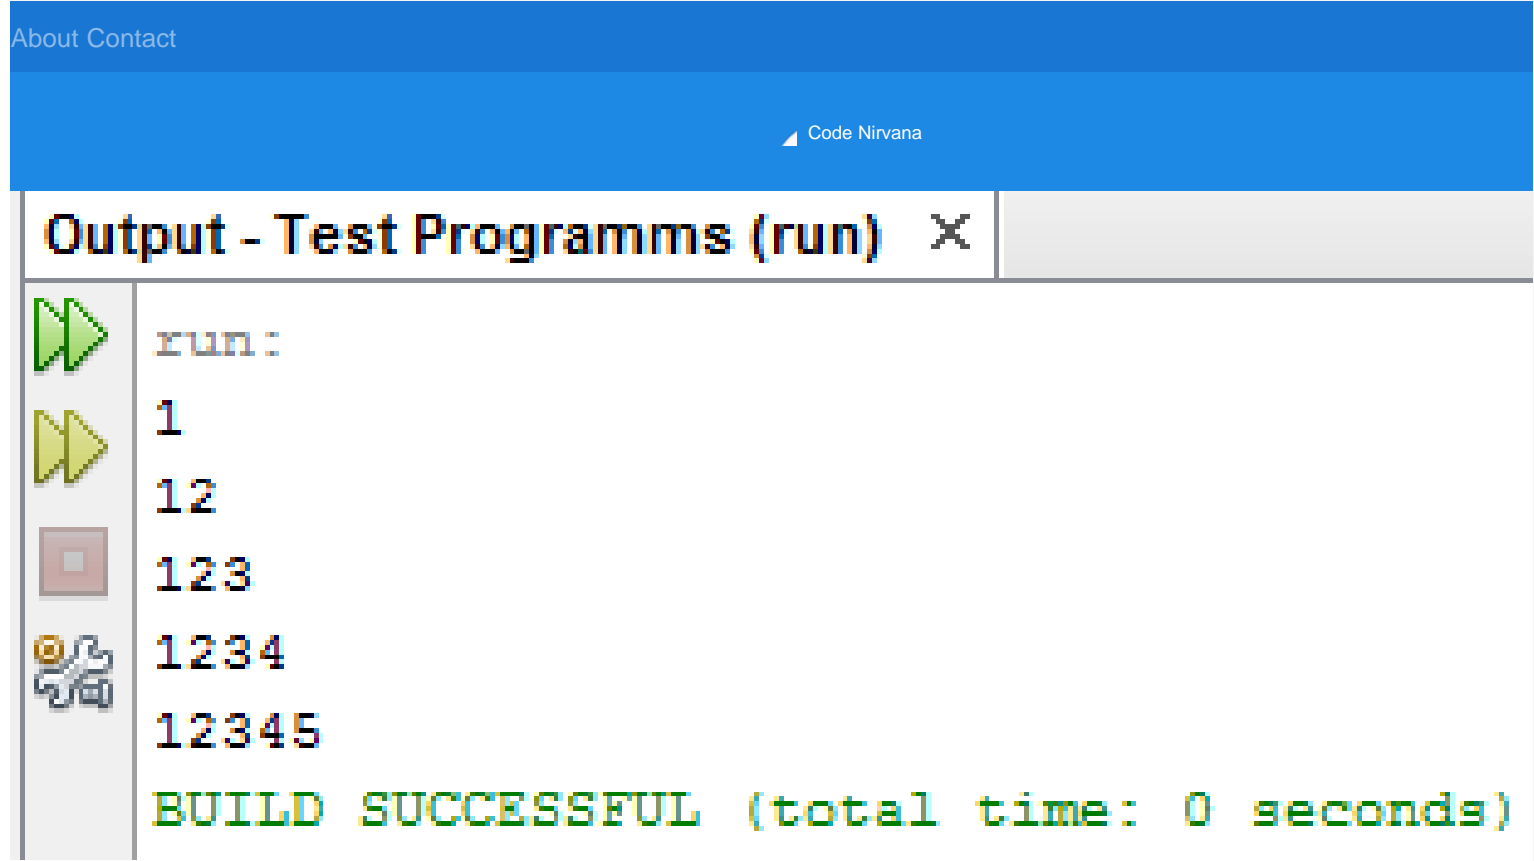 About Contact
Code Nirvana
Output - Test Programms (run)
run:
1
12
123
1234
12345
BUILD SUCCESSFUL (total time: 0 seconds)